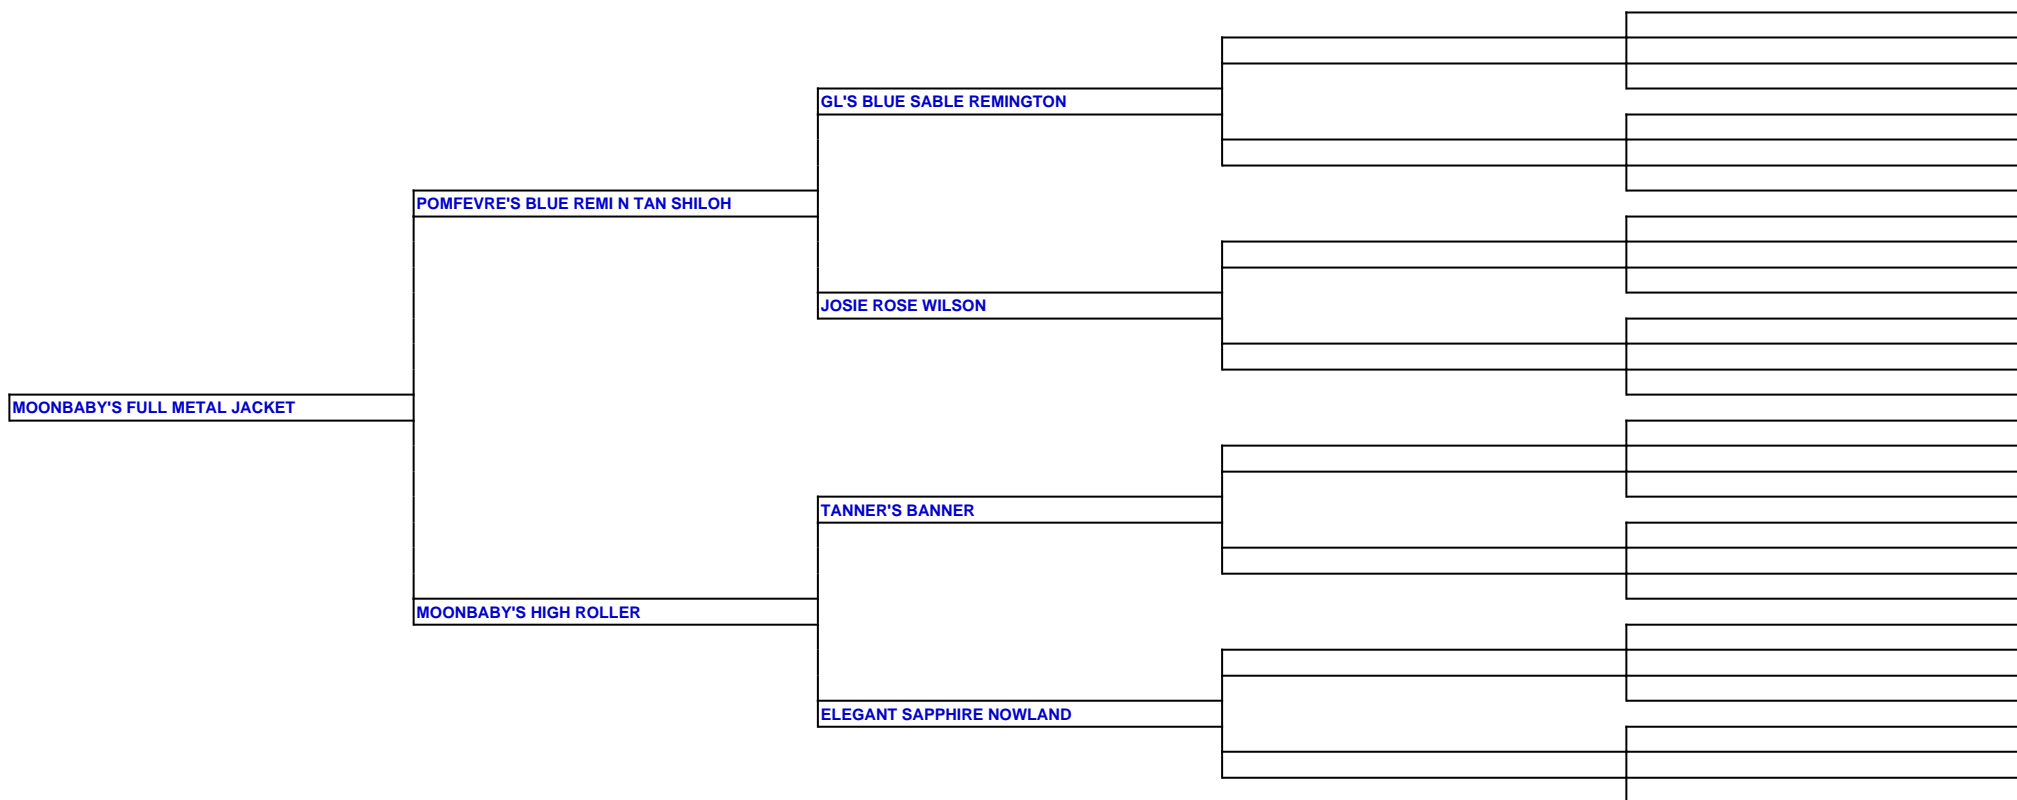 GL'S BLUE SABLE REMINGTON
POMFEVRE'S BLUE REMI N TAN SHILOH
JOSIE ROSE WILSON
MOONBABY'S FULL METAL JACKET
TANNER'S BANNER
MOONBABY'S HIGH ROLLER
ELEGANT SAPPHIRE NOWLAND